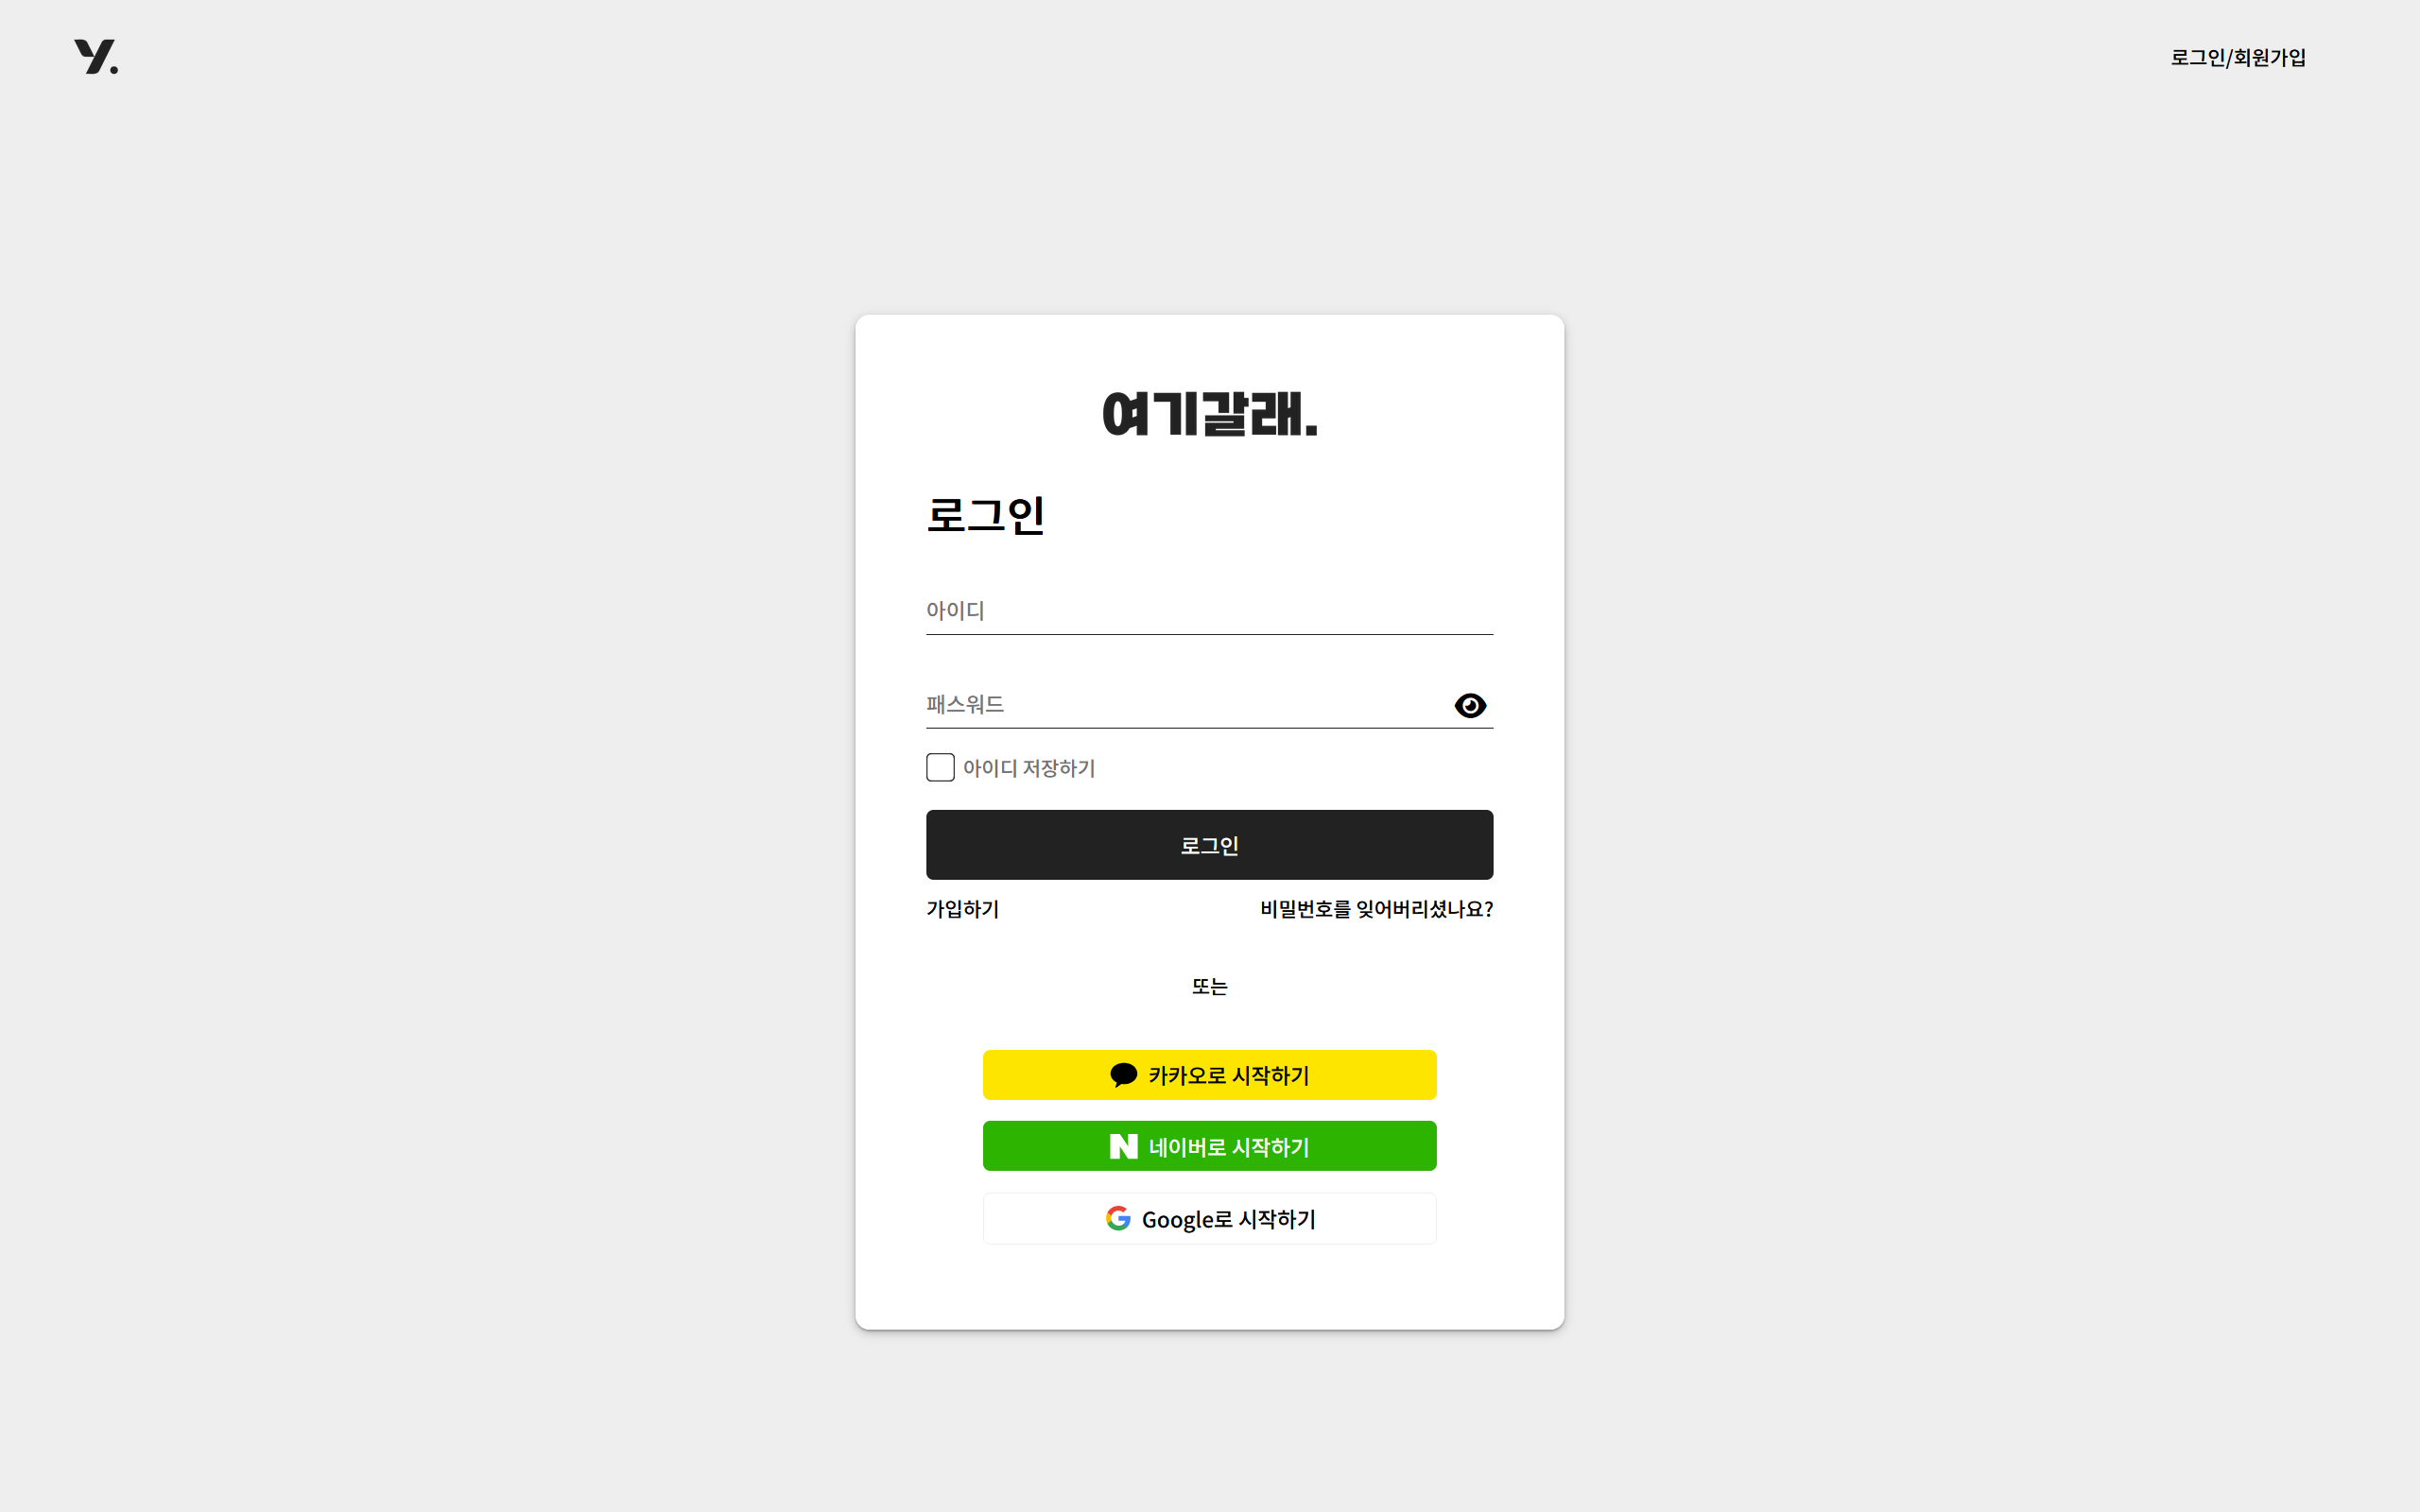 Y.
로그인/회원가입
여기갈래.
로그인
아이디
패스워드
아이디 저장하기
로그인
가입하기
비밀번호를 잊어버리셨나요?
또는
카카오로 시작하기
N 네이버로 시작하기
G Google로 시작하기